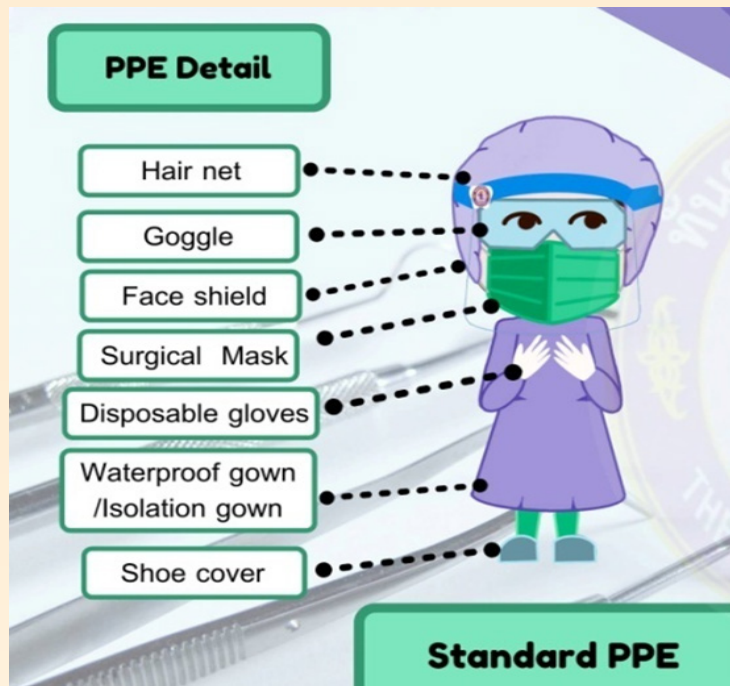 PPE Detail
Hair net
Goggle
Face shield
Surgical Mask
Disposable gloves
Waterproof gown
/Isolation gown
Shoe cover
Standard PPE